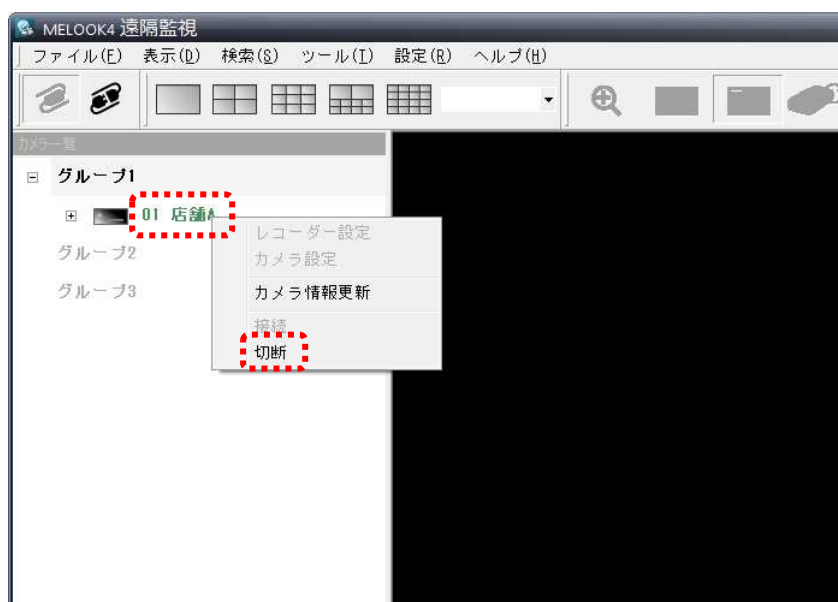 MELOOK4 遠隔監視
ファイル(F) 表示(D) 検索(S) ツール(T) 設定(R) ヘルプ(H)
カメラ一覧
グループ1
01 店舗A
グループ2
グループ3
レコーダー設定
カメラ設定
カメラ情報更新
接続
切断